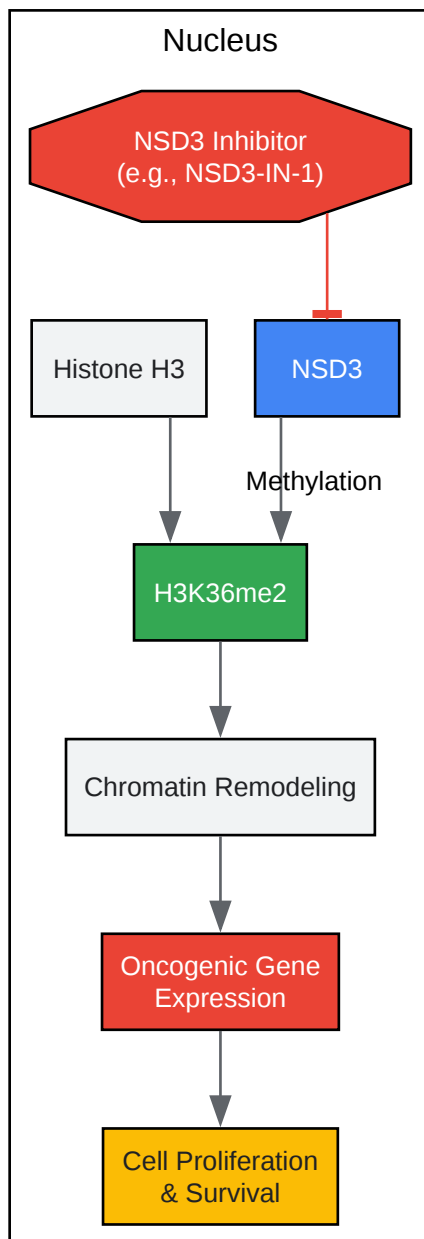 Nucleus
NSD3 Inhibitor
(e.g., NSD3-IN-1)
Histone H3
NSD3
Methylation
H3K36me2
Chromatin Remodeling
Oncogenic Gene
Expression
Cell Proliferation
& Survival